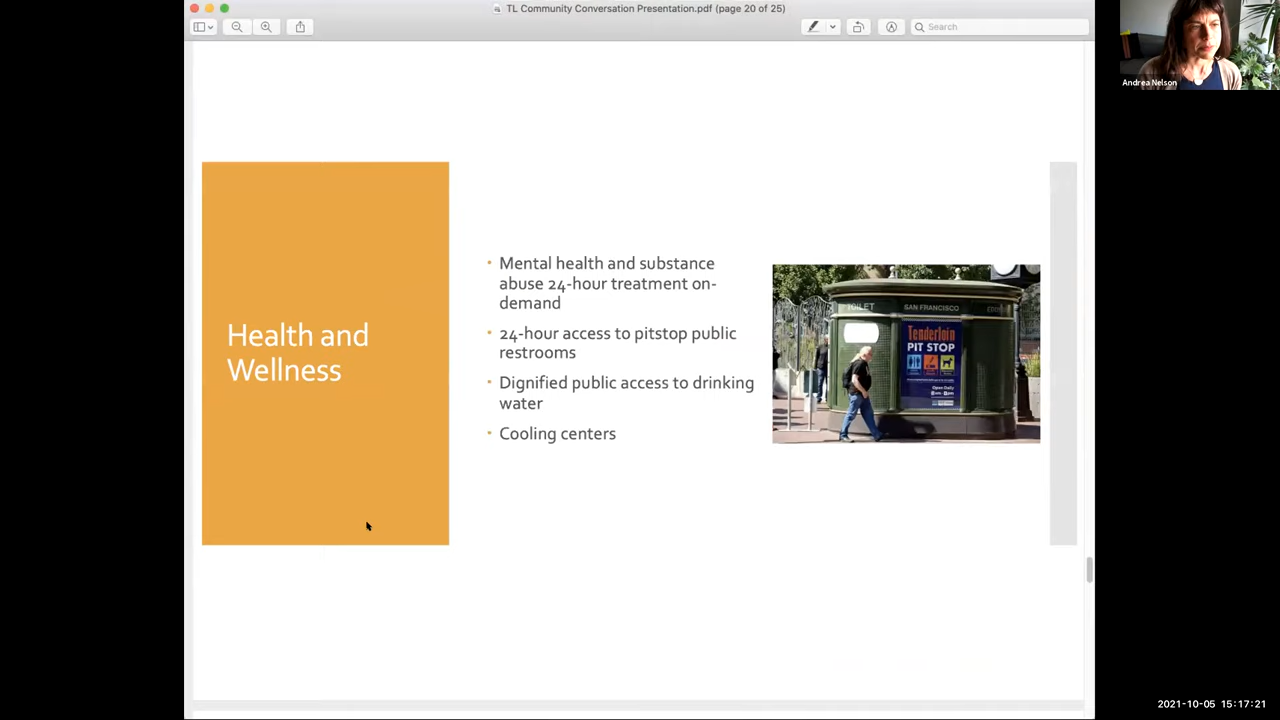 TL Community Conversation Presentation.pdf (page 20 of 25)
Search
Andrea Nelson
Health and
Wellness
• Mental health and substance
abuse 24-hour treatment on-
demand
• 24-hour access to pitstop public
restrooms
• Dignified public access to drinking
water
• Cooling centers
TOILET
SAN FRANCISCO
Tenderloin
PIT STOP
Open Daily
2021-10-05 15:17:21